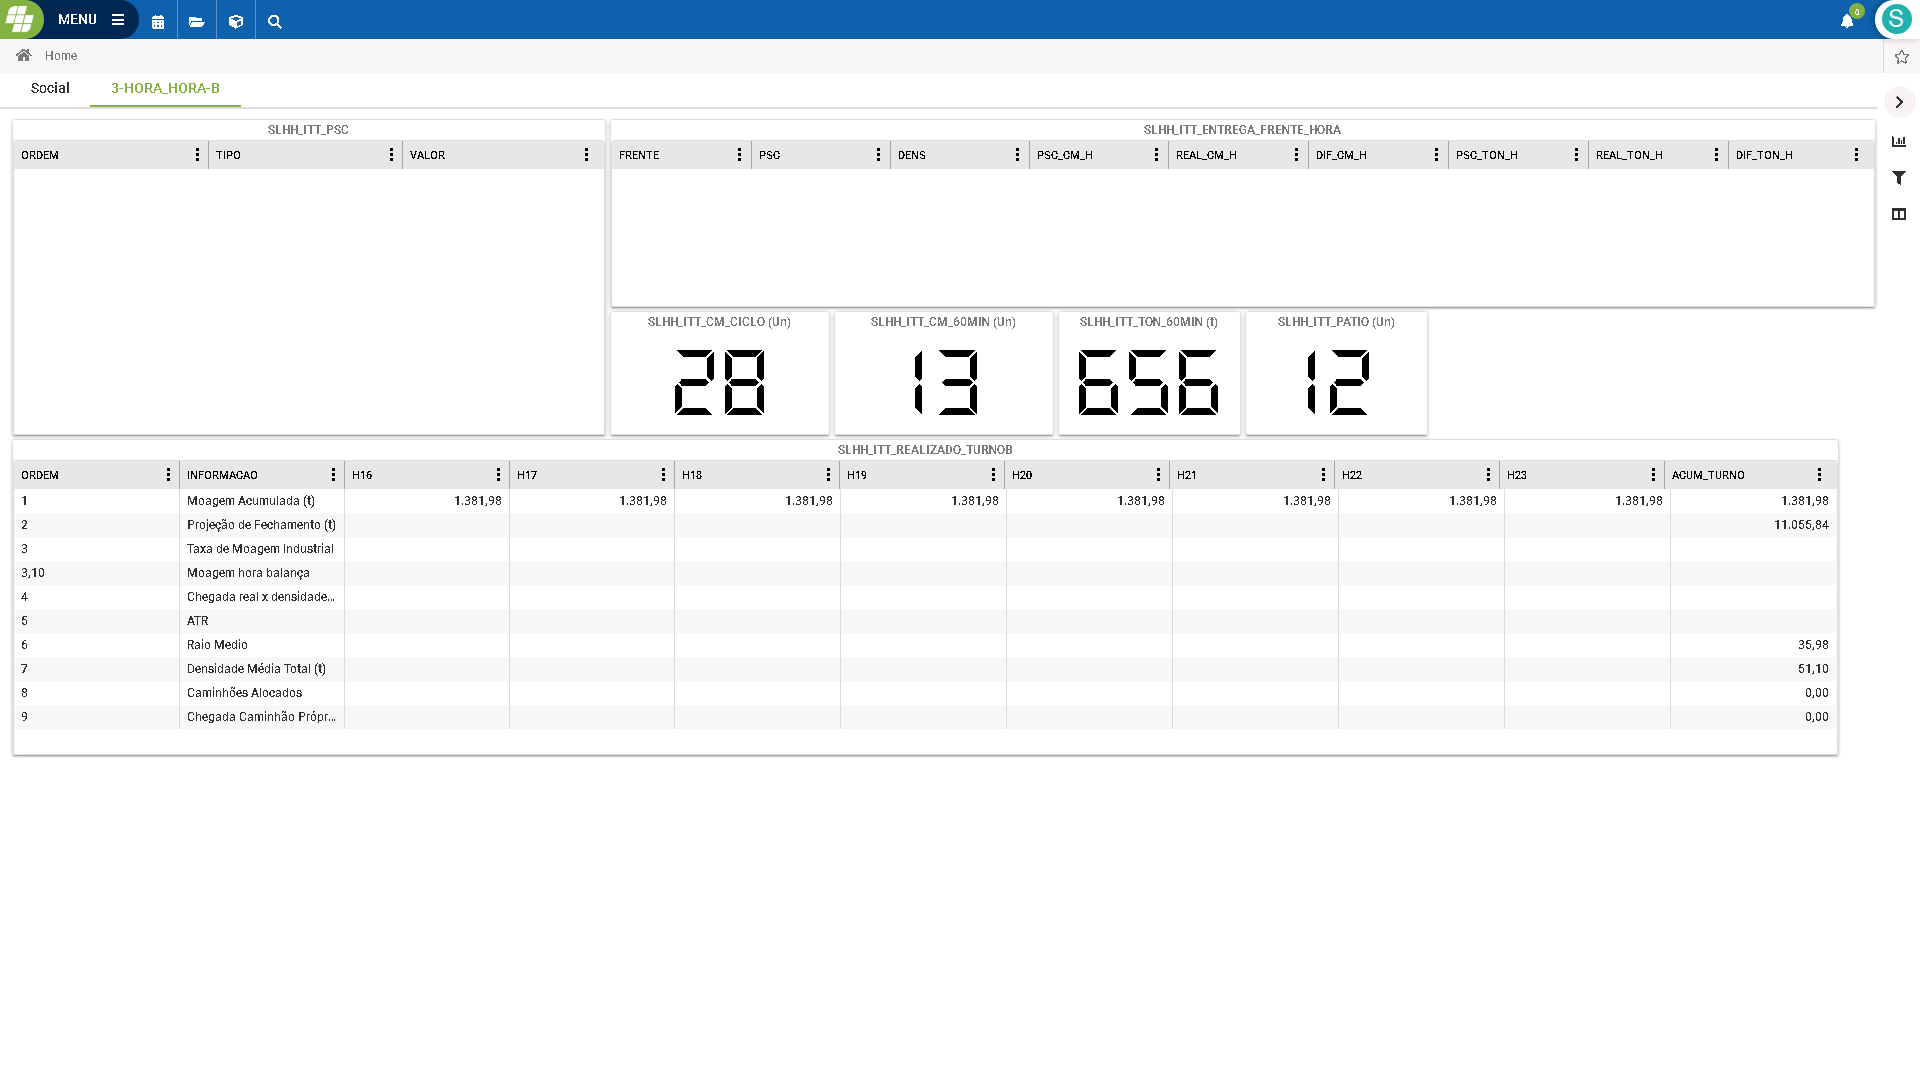 MENU
0
S
Home
Social
3-HORA_HORA-B
SLHH_ITT_PSC
ORDEM TIPO VALOR
SLHH_ITT_ENTREGA_FRENTE_HORA
FRENTE PSC DENS PSC_CM_H REAL_CM_H DIF_CM_H PSC_TON_H REAL_TON_H DIF_TON_H
SLHH_ITT_CM_CICLO (Un)
28
SLHH_ITT_CM_60MIN (Un)
13
SLHH_ITT_TON_60MIN (t)
656
SLHH_ITT_PATIO (Un)
12
SLHH_ITT_REALIZADO_TURNOB
ORDEM INFORMACAO H16 H17 H18 H19 H20 H21 H22 H23 ACUM_TURNO
1 Moagem Acumulada (t) 1.381,98 1.381,98 1.381,98 1.381,98 1.381,98 1.381,98 1.381,98 1.381,98 1.381,98
2 Projeção de Fechamento (t) 11.055,84
3 Taxa de Moagem Industrial
3,10 Moagem hora balança
4 Chegada real x densidade...
5 ATR
6 Raio Medio 35,98
7 Densidade Média Total (t) 51,10
8 Caminhões Alocados 0,00
9 Chegada Caminhão Própr... 0,00